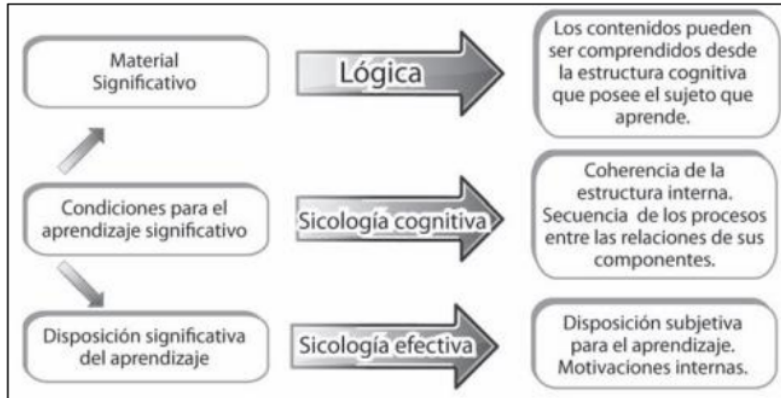 Material
Significativo
Lógica
Los contenidos pueden
ser comprendidos desde
la estructura cognitiva
que posee el sujeto que
aprende.
Condiciones para el
aprendizaje significativo
Sicología cognitiva
Coherencia de la
estructura interna.
Secuencia de los procesos
entre las relaciones de sus
componentes.
Disposición significativa
del aprendizaje
Sicología efectiva
Disposición subjetiva
para el aprendizaje.
Motivaciones internas.